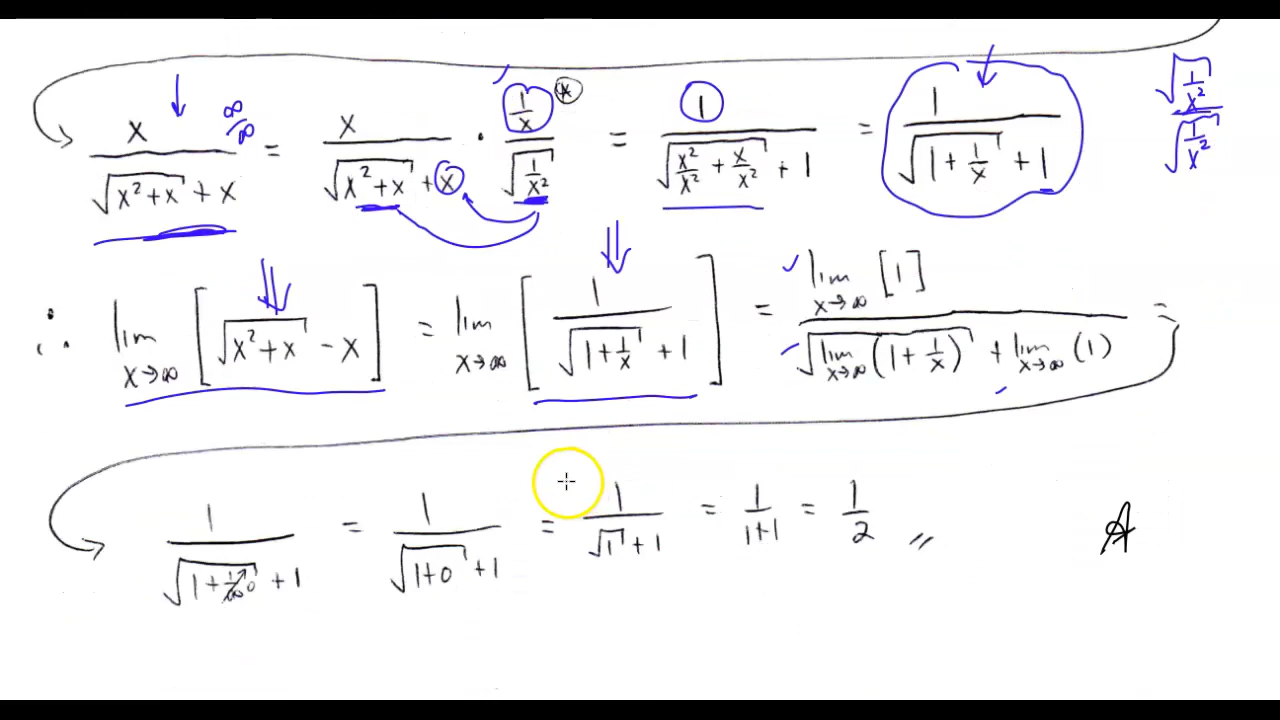 x/(√(x²+x) + x) ∞/∞ = x/(√(x²+x) + x) · (1/x)/√(1/x²) * = 1/(√(x²/x² + x/x²) + 1) = 1/(√(1 + 1/x) + 1) √(1/x²)/√(1/x²)
∴ lim x→∞ [√(x²+x) - x] = lim x→∞ [1/(√(1 + 1/x) + 1)] = lim x→∞ [1] / (√(lim x→∞ (1 + 1/x)) + lim x→∞ (1)) =
1/(√(1 + 1/∞ 0) + 1) = 1/(√(1+0) + 1) = 1/(√1 + 1) = 1/(1+1) = 1/2 〃 A